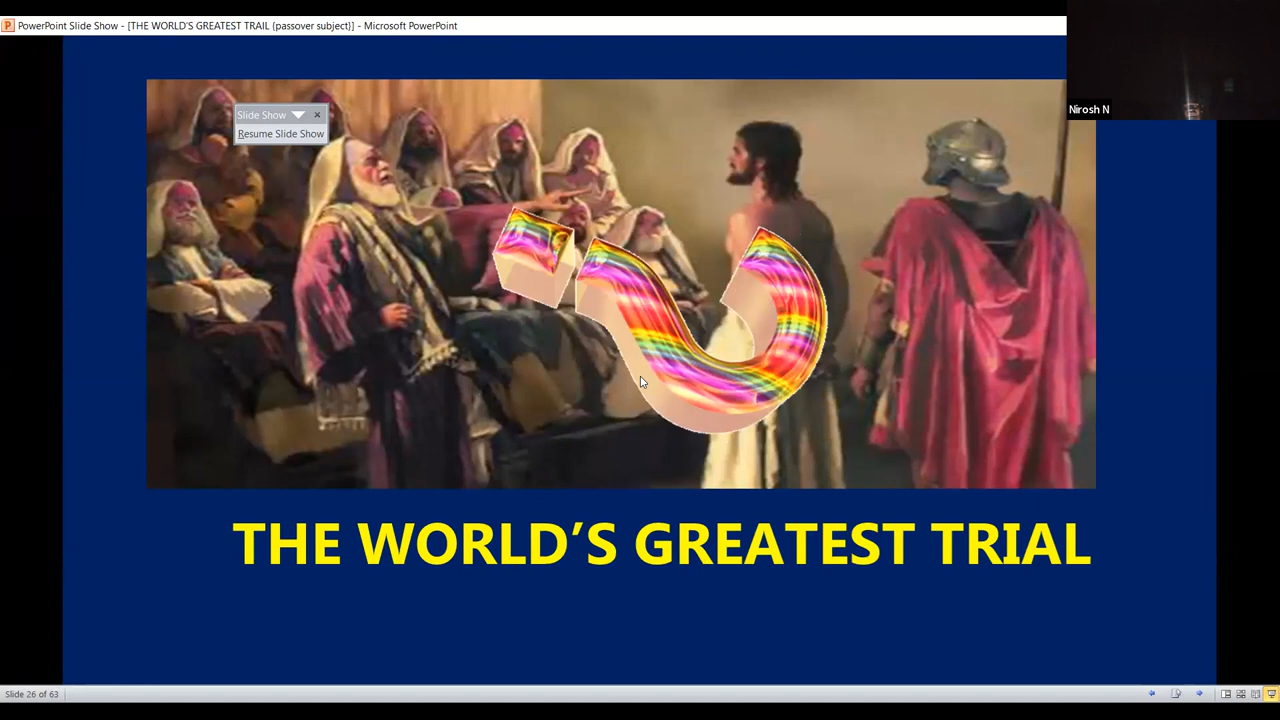 PowerPoint Slide Show - [THE WORLD'S GREATEST TRAIL (passover subject)] - Microsoft PowerPoint
Nirosh N
Slide Show
Resume Slide Show
?
THE WORLD’S GREATEST TRIAL
Slide 26 of 63